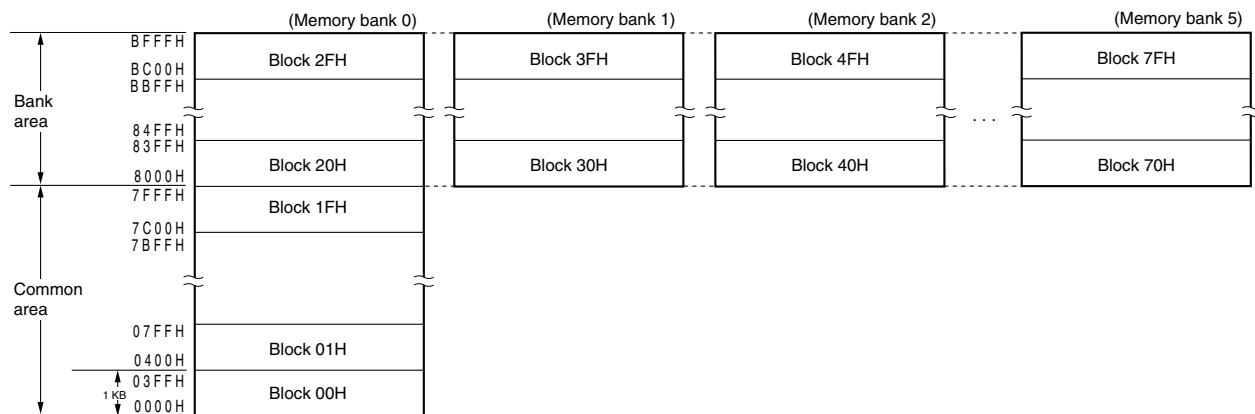 (Memory bank 0) (Memory bank 1) (Memory bank 2) (Memory bank 5)
BFFFH
Block 2FH Block 3FH Block 4FH Block 7FH
BC00H
BBFFH
Bank
area
. . .
84FFH
83FFH
Block 20H Block 30H Block 40H Block 70H
8000H
7FFFH
Block 1FH
7C00H
7BFFH
Common
area
07FFH
Block 01H
0400H
03FFH
1 KB
Block 00H
0000H